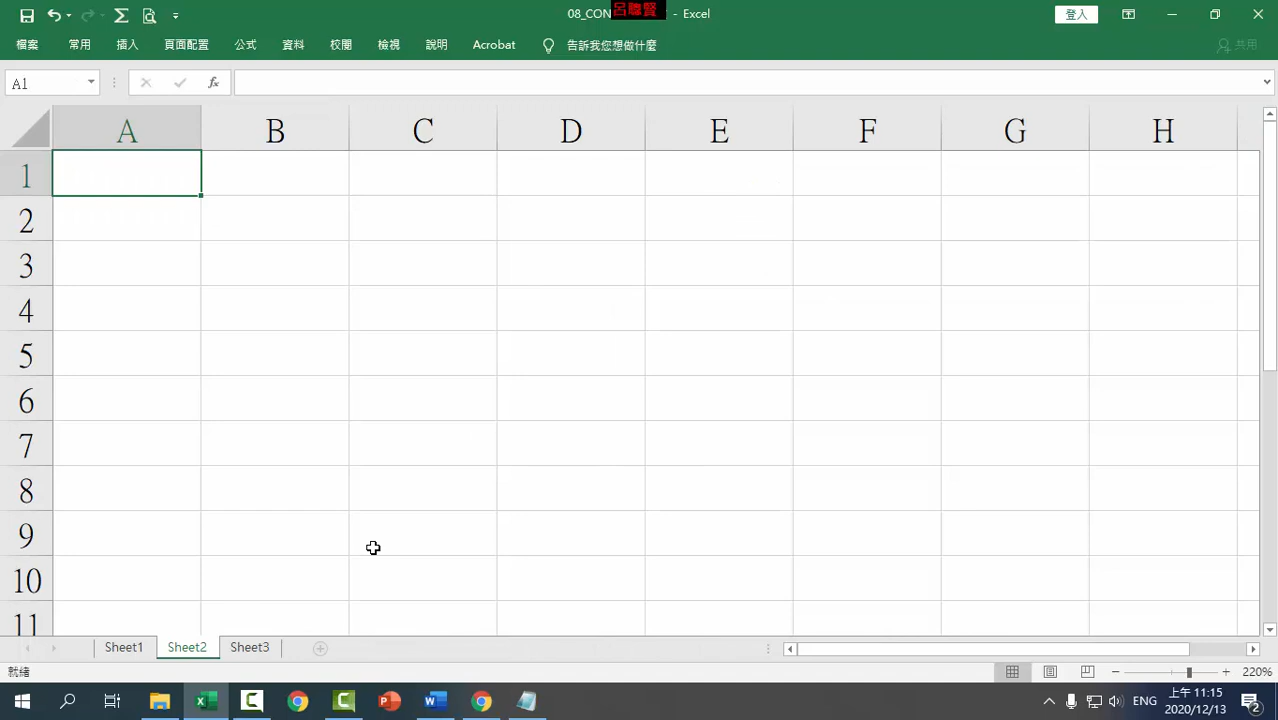 08_CON
呂聰賢
- Excel
登入
檔案 常用 插入 頁面配置 公式 資料 校閱 檢視 說明 Acrobat 告訴我您想做什麼 共用
A1 fx
A B C D E F G H
1
2
3
4
5
6
7
8
9
10
11
Sheet1 Sheet2 Sheet3
就緒 220%
ENG
上午 11:15
2020/12/13
2